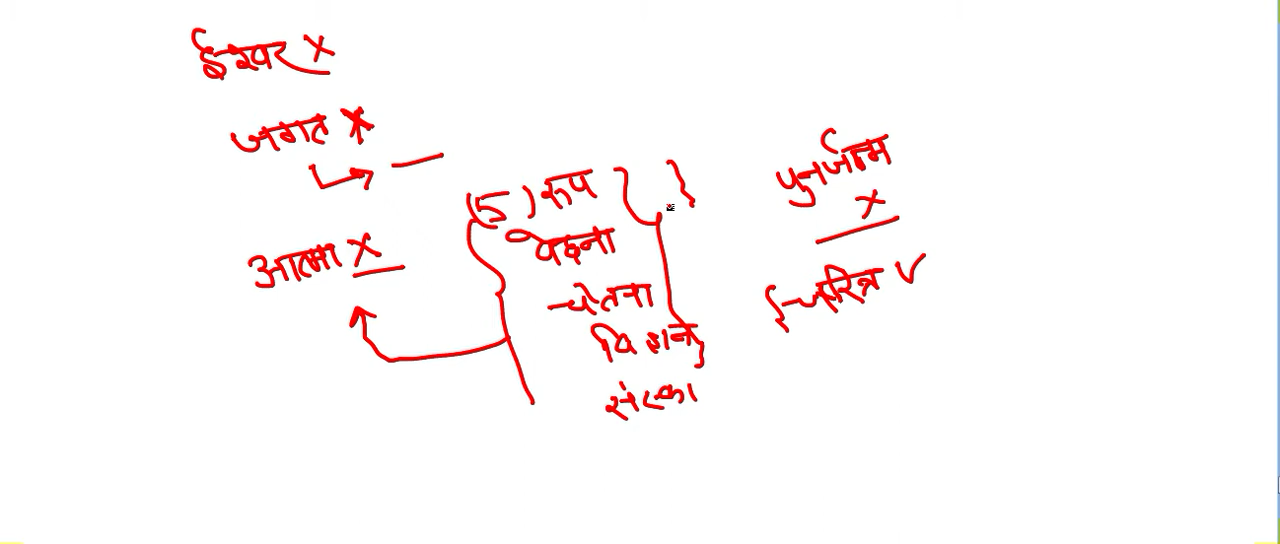 ईश्वर x
जगत x
आत्मा x
(5) रूप
वेदना
चेतना
विज्ञान
संस्का
पुनर्जन्म
x
चरित्र ✓